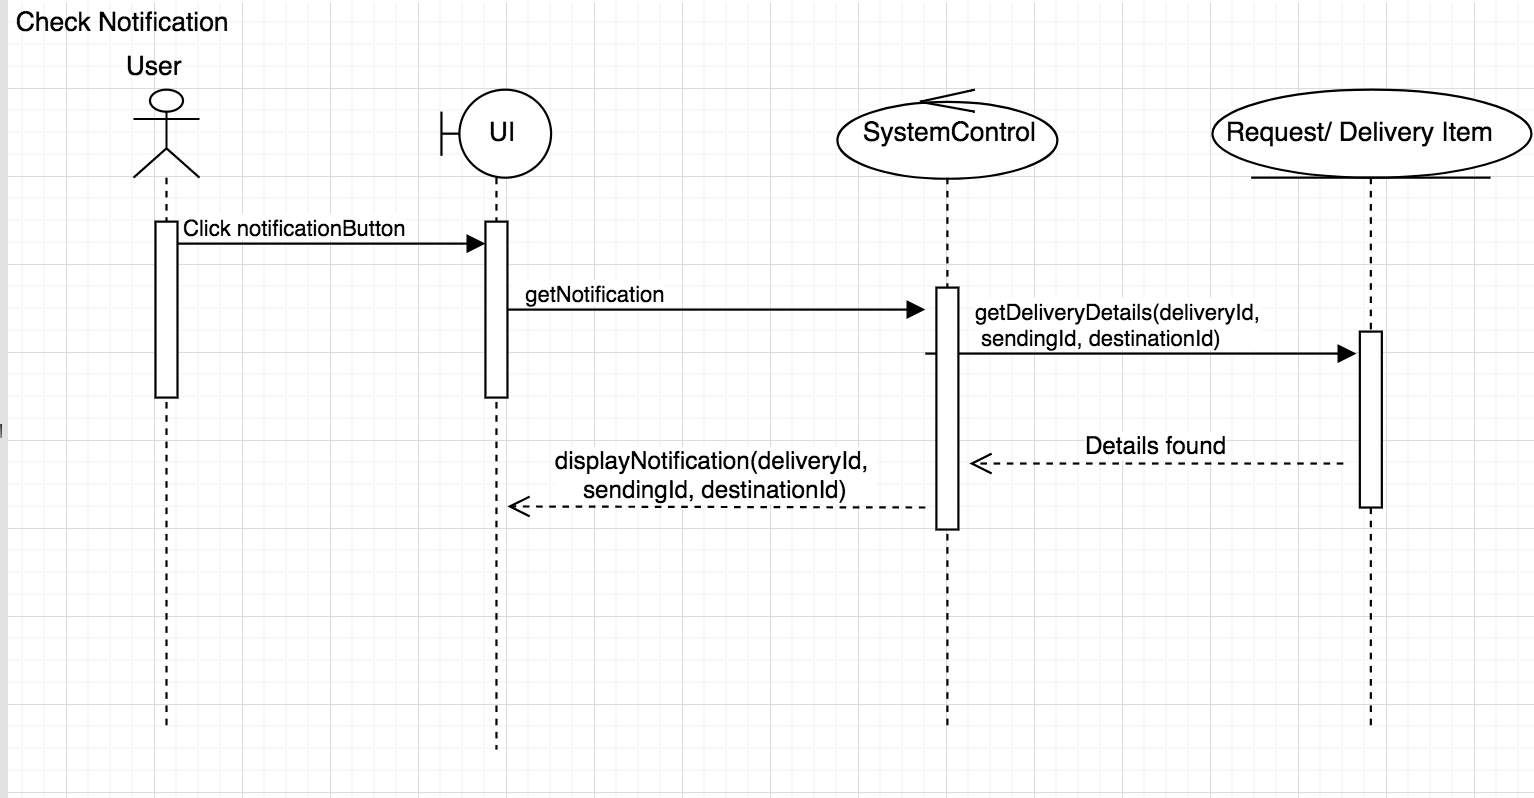 Check Notification
User
UI
SystemControl
Request/ Delivery Item
Click notificationButton
getNotification
getDeliveryDetails(deliveryId,
sendingId, destinationId)
Details found
displayNotification(deliveryId,
sendingId, destinationId)